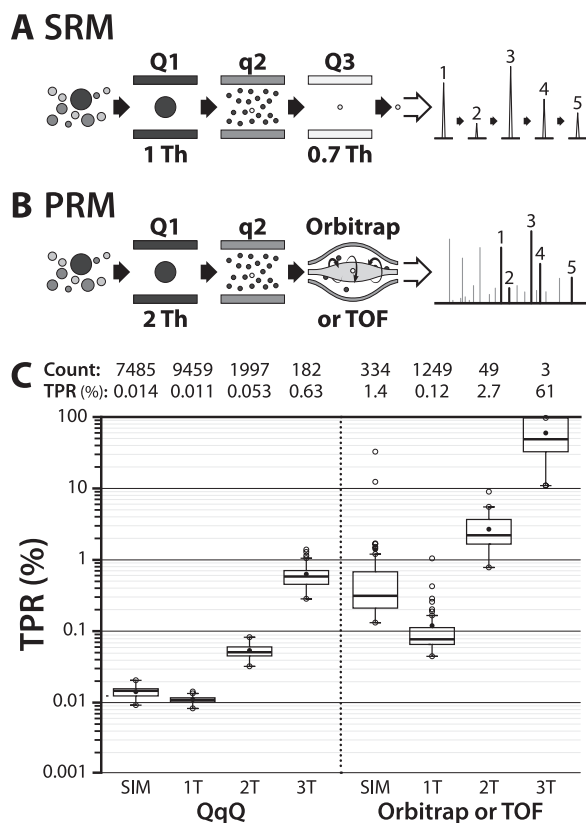 A SRM
Q1 q2 Q3
1 Th 0.7 Th
1 2 3 4 5
B PRM
Q1 q2 Orbitrap
2 Th or TOF
1 2 3 4 5
C Count: 7485 9459 1997 182 334 1249 49 3
TPR (%): 0.014 0.011 0.053 0.63 1.4 0.12 2.7 61
TPR (%)
100
10
1
0.1
0.01
0.001
SIM 1T 2T 3T SIM 1T 2T 3T
QqQ Orbitrap or TOF